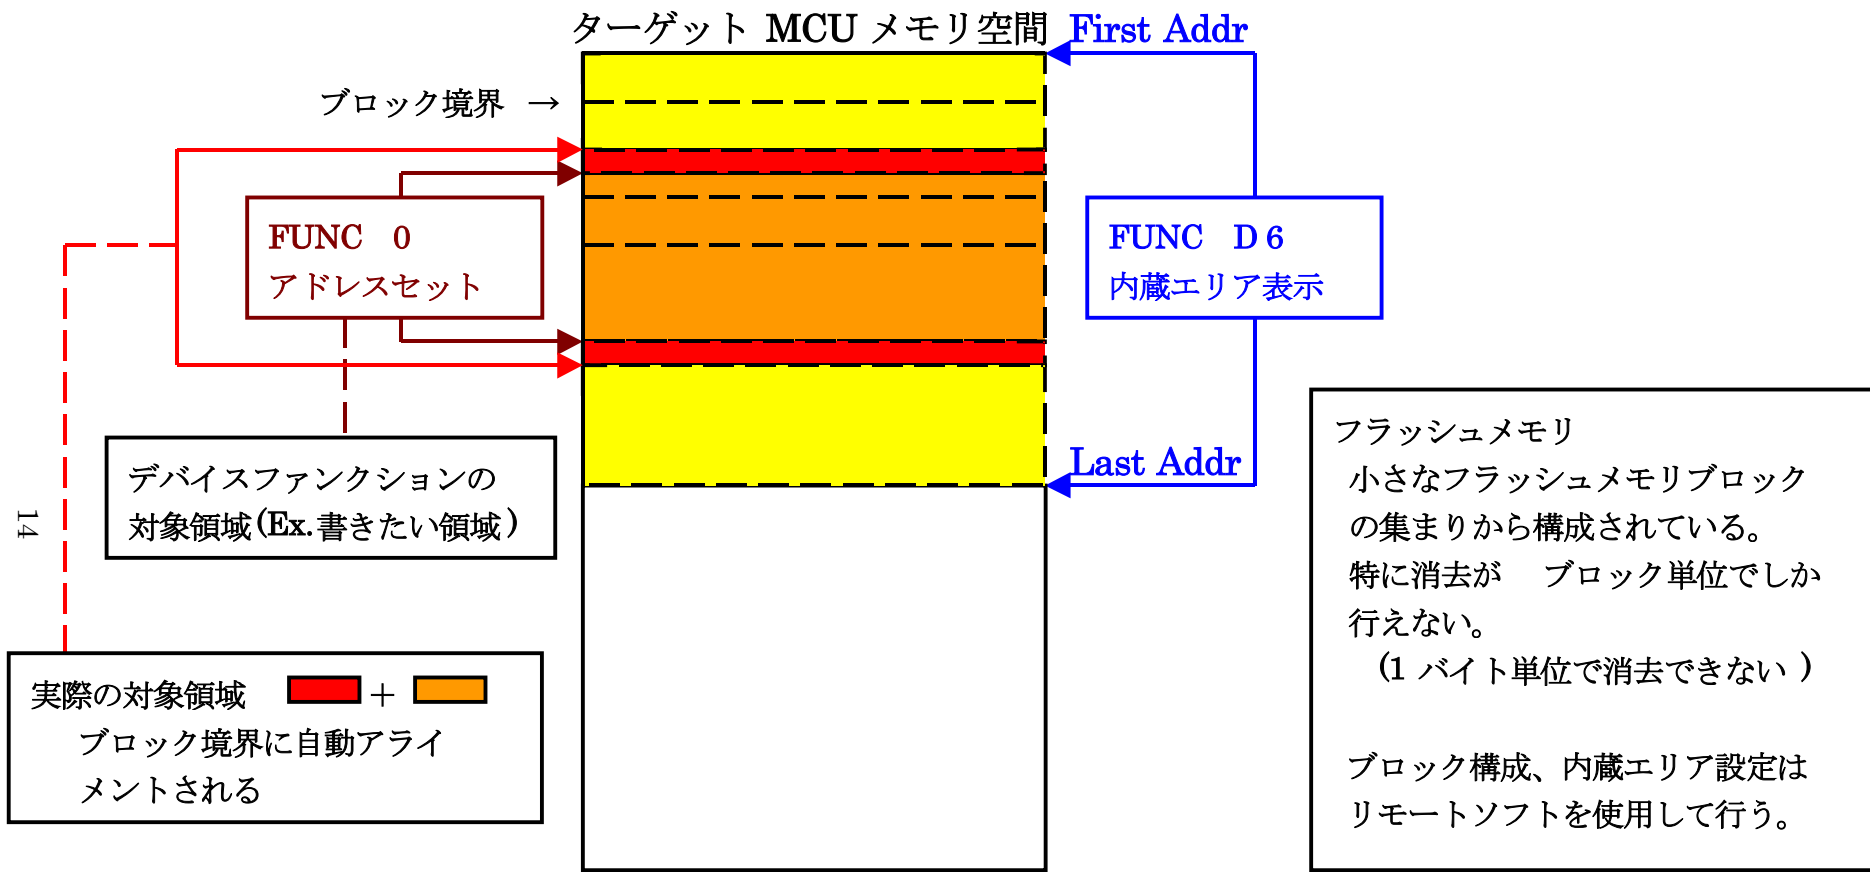 ターゲット MCU メモリ空間
First Addr
ブロック境界 →
FUNC 0
アドレスセット
FUNC D6
内蔵エリア表示
Last Addr
デバイスファンクションの
対象領域(Ex.書きたい領域)
14
実際の対象領域 +
ブロック境界に自動アライ
メントされる
フラッシュメモリ
小さなフラッシュメモリブロック
の集まりから構成されている。
特に消去が ブロック単位でしか
行えない。
(1 バイト単位で消去できない)
ブロック構成、内蔵エリア設定は
リモートソフトを使用して行う。